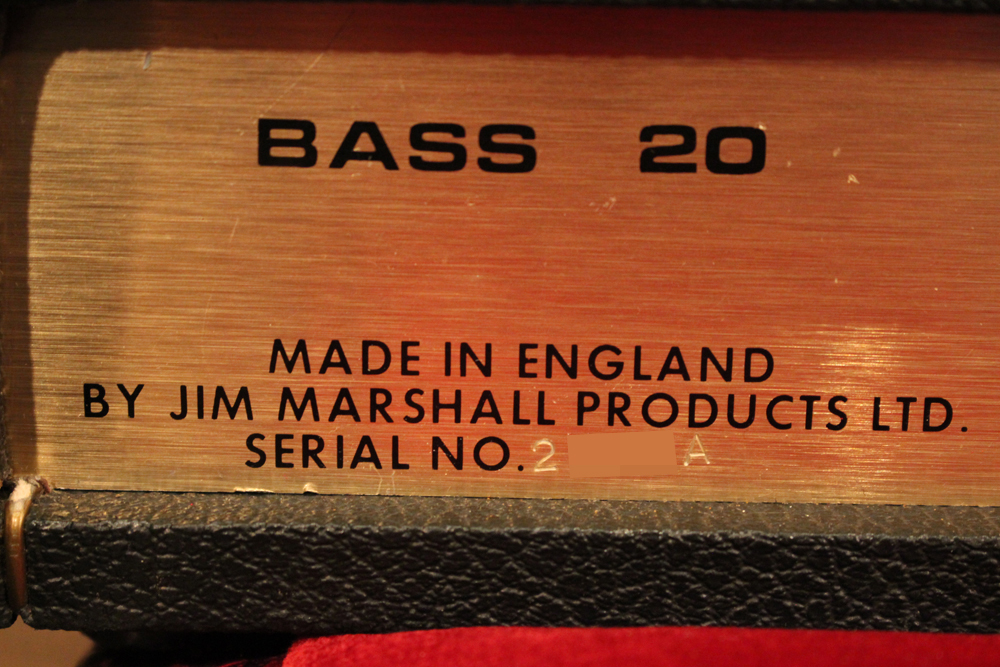 BASS 20
MADE IN ENGLAND
BY JIM MARSHALL PRODUCTS LTD.
SERIAL NO. 2 A